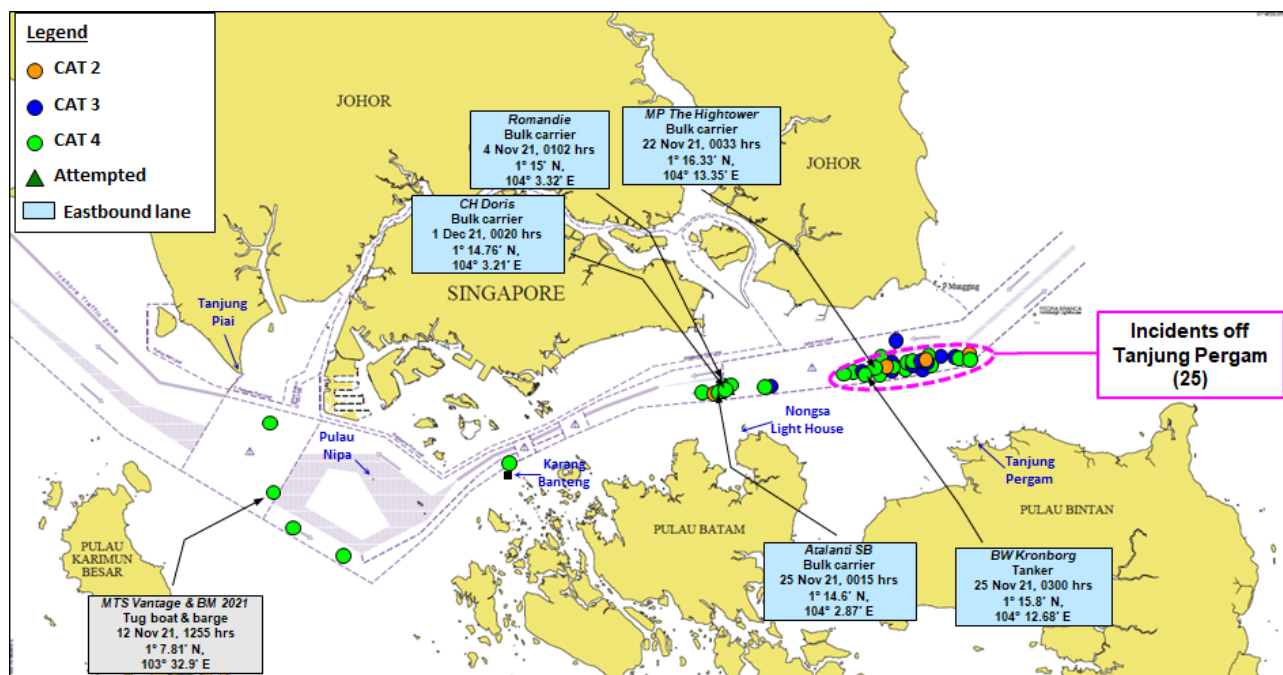 Legend
CAT 2
CAT 3
CAT 4
Attempted
Eastbound lane
JOHOR
Romandie
Bulk carrier
4 Nov 21, 0102 hrs
1° 15' N,
104° 3.32' E
MP The Hightower
Bulk carrier
22 Nov 21, 0033 hrs
1° 16.33' N,
104° 13.35' E
JOHOR
CH Doris
Bulk carrier
1 Dec 21, 0020 hrs
1° 14.76' N,
104° 3.21' E
SINGAPORE
Tanjung
Piai
Incidents off
Tanjung Pergam
(25)
Pulau
Nipa
Karang
Banteng
Nongsa
Light House
Tanjung
Pergam
PULAU BATAM
PULAU BINTAN
PULAU
KARIMUN
BESAR
Atalanti SB
Bulk carrier
25 Nov 21, 0015 hrs
1° 14.6' N,
104° 2.87' E
BW Kronborg
Tanker
25 Nov 21, 0300 hrs
1° 15.8' N,
104° 12.68' E
MTS Vantage & BM 2021
Tug boat & barge
12 Nov 21, 1255 hrs
1° 7.81' N,
103° 32.9' E